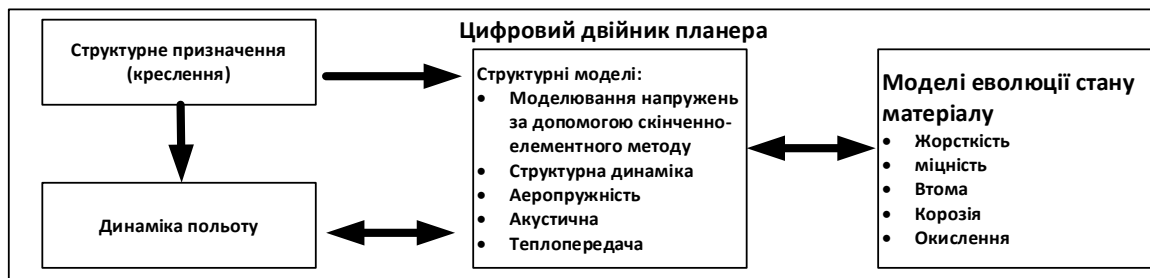 Цифровий двійник планера
Структурне призначення
(креслення)
Динаміка польоту
Структурні моделі:
• Моделювання напружень
за допомогою скінченно-
елементного методу
• Структурна динаміка
• Аеропружність
• Акустична
• Теплопередача
Моделі еволюції стану
матеріалу
• Жорсткість
• міцність
• Втома
• Корозія
• Окислення